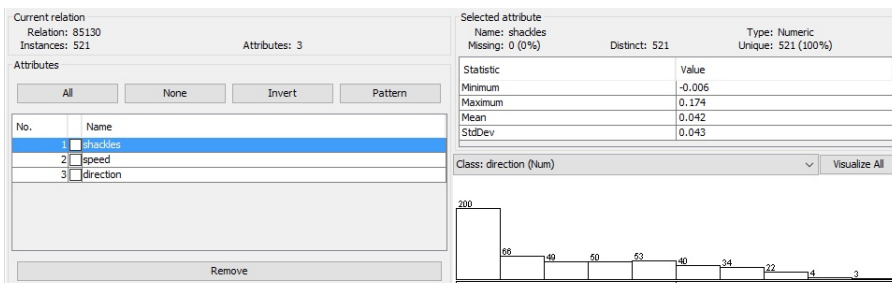 Current relation
Relation: 85130
Instances: 521 Attributes: 3
Attributes
All None Invert Pattern
No. Name
1 shackles
2 speed
3 direction
Remove
Selected attribute
Name: shackles Type: Numeric
Missing: 0 (0%) Distinct: 521 Unique: 521 (100%)
Statistic Value
Minimum -0.006
Maximum 0.174
Mean 0.042
StdDev 0.043
Class: direction (Num) Visualize All
200
66 49 50 53 40 34 22 4 3